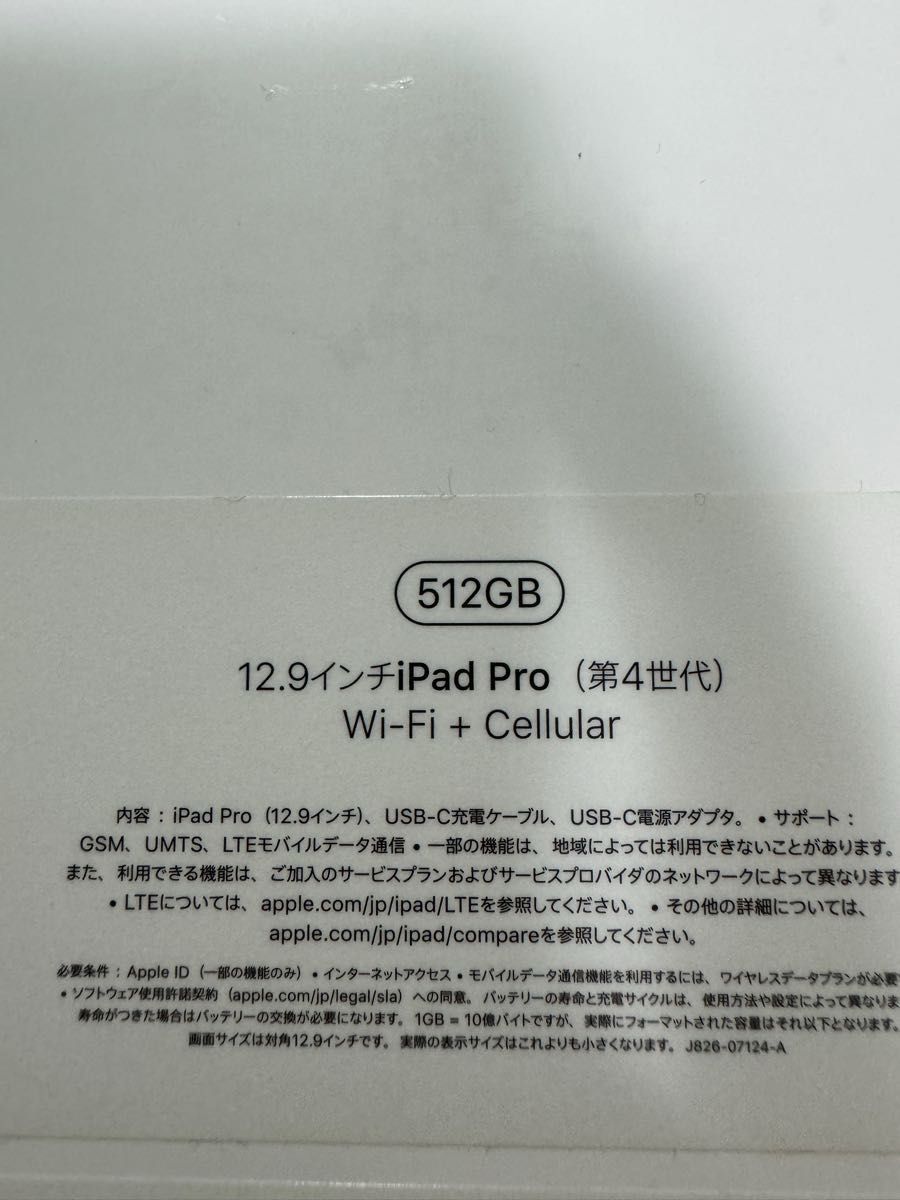 512GB
12.9インチiPad Pro（第4世代）
Wi-Fi + Cellular
内容：iPad Pro（12.9インチ）、USB-C充電ケーブル、USB-C電源アダプタ。• サポート：
GSM、UMTS、LTEモバイルデータ通信 • 一部の機能は、地域によっては利用できないことがあります。
また、利用できる機能は、ご加入のサービスプランおよびサービスプロバイダのネットワークによって異なります
• LTEについては、apple.com/jp/ipad/LTEを参照してください。• その他の詳細については、
apple.com/jp/ipad/compareを参照してください。
必要条件：Apple ID（一部の機能のみ）• インターネットアクセス • モバイルデータ通信機能を利用するには、ワイヤレスデータプランが必要
• ソフトウェア使用許諾契約（apple.com/jp/legal/sla）への同意。バッテリーの寿命と充電サイクルは、使用方法や設定によって異なりま
寿命がつきた場合はバッテリーの交換が必要になります。1GB = 10億バイトですが、実際にフォーマットされた容量はそれ以下となります。
画面サイズは対角12.9インチです。実際の表示サイズはこれよりも小さくなります。J826-07124-A